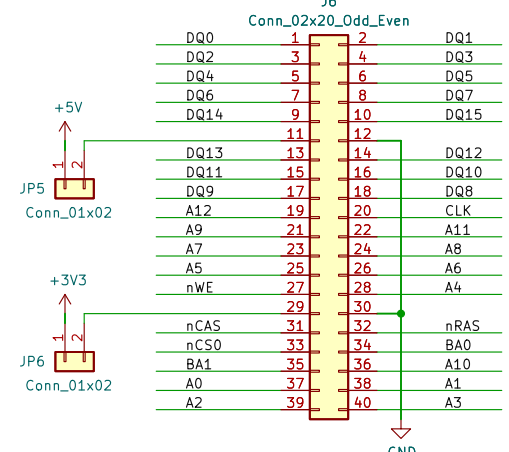 J6
Conn_02x20_Odd_Even
DQ0 1 2 DQ1
DQ2 3 4 DQ3
DQ4 5 6 DQ5
DQ6 7 8 DQ7
DQ14 9 10 DQ15
+5V
11 12
1 2
DQ13 13 14 DQ12
DQ11 15 16 DQ10
JP5
DQ9 17 18 DQ8
Conn_01x02
A12 19 20 CLK
A9 21 22 A11
A7 23 24 A8
A5 25 26 A6
+3V3
nWE 27 28 A4
29 30
1 2
nCAS 31 32 nRAS
nCS0 33 34 BA0
JP6
BA1 35 36 A10
Conn_01x02
A0 37 38 A1
A2 39 40 A3
GND